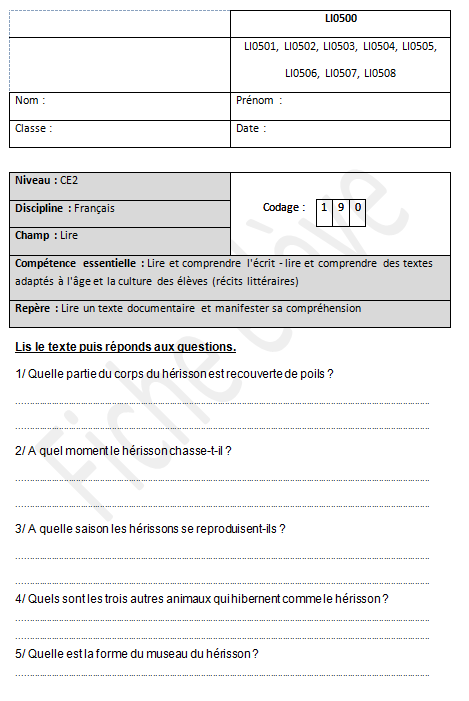 LI0500
LI0501, LI0502, LI0503, LI0504, LI0505,
LI0506, LI0507, LI0508
Nom :
Prénom :
Classe :
Date :
Niveau : CE2
Discipline : Français
Codage : 1 9 0
Champ : Lire
Compétence essentielle : Lire et comprendre l'écrit - lire et comprendre des textes
adaptés à l'âge et la culture des élèves (récits littéraires)
Repère : Lire un texte documentaire et manifester sa compréhension
Fiche élève
Lis le texte puis réponds aux questions.
1/ Quelle partie du corps du hérisson est recouverte de poils ?
2/ A quel moment le hérisson chasse-t-il ?
3/ A quelle saison les hérissons se reproduisent-ils ?
4/ Quels sont les trois autres animaux qui hibernent comme le hérisson ?
5/ Quelle est la forme du museau du hérisson ?